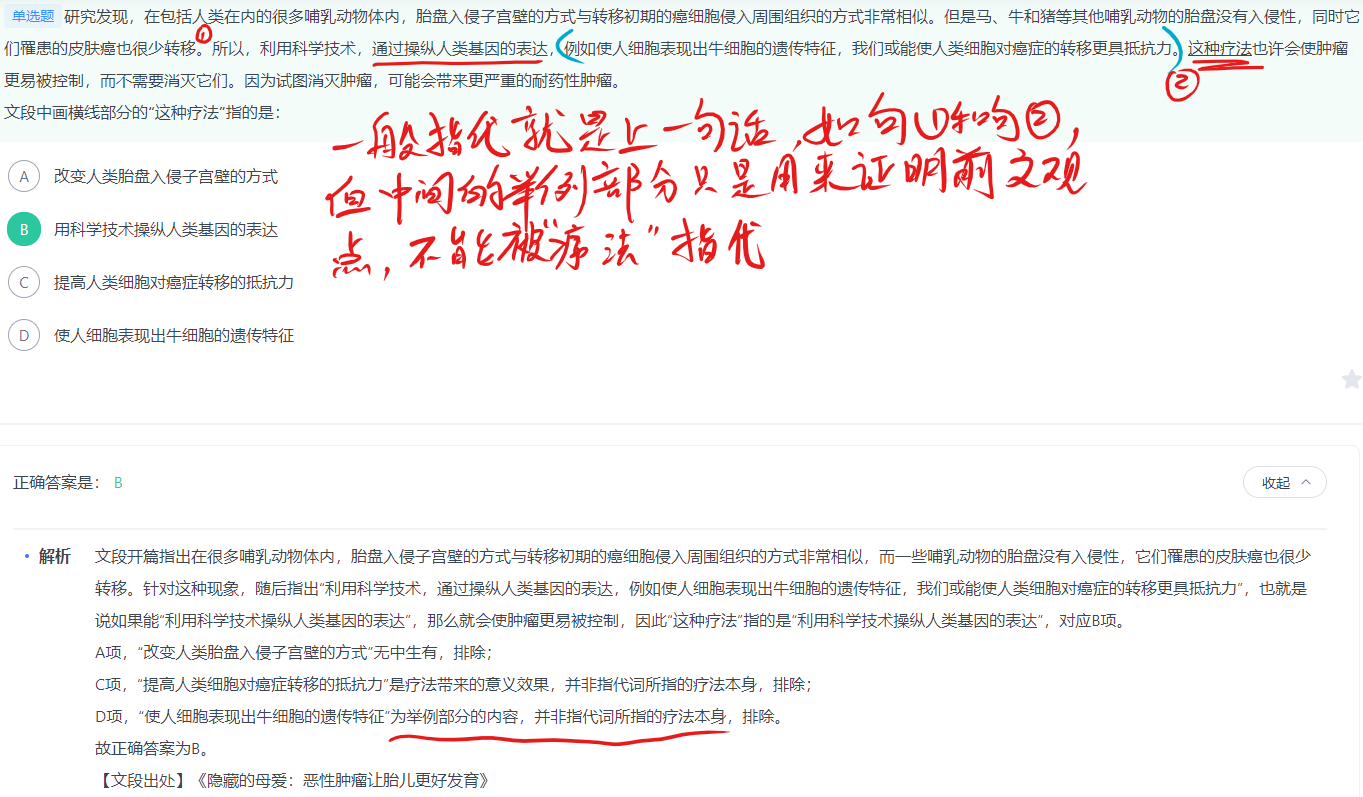 单选题 研究发现，在包括人类在内的很多哺乳动物体内，胎盘入侵子宫壁的方式与转移初期的癌细胞侵入周围组织的方式非常相似。但是马、牛和猪等其他哺乳动物的胎盘没有入侵性，同时它
们罹患的皮肤癌也很少转移。①所以，利用科学技术，通过操纵人类基因的表达，（例如使人细胞表现出牛细胞的遗传特征，我们或能使人类细胞对癌症的转移更具抵抗力。）这种疗法也许会使肿瘤
②
更易被控制，而不需要消灭它们。因为试图消灭肿瘤，可能会带来更严重的耐药性肿瘤。
文段中画横线部分的“这种疗法”指的是：
一般指代就是上一句话，如句①和句②，
但中间的举例部分只是用来证明前文观
点，不能被“疗法”指代
A 改变人类胎盘入侵子宫壁的方式
B 用科学技术操纵人类基因的表达
C 提高人类细胞对癌症转移的抵抗力
D 使人细胞表现出牛细胞的遗传特征
正确答案是： B
收起
解析 文段开篇指出在很多哺乳动物体内，胎盘入侵子宫壁的方式与转移初期的癌细胞侵入周围组织的方式非常相似，而一些哺乳动物的胎盘没有入侵性，它们罹患的皮肤癌也很少
转移。针对这种现象，随后指出“利用科学技术，通过操纵人类基因的表达，例如使人细胞表现出牛细胞的遗传特征，我们或能使人类细胞对癌症的转移更具抵抗力”，也就是
说如果能“利用科学技术操纵人类基因的表达”，那么就会使肿瘤更易被控制，因此“这种疗法”指的是“利用科学技术操纵人类基因的表达”，对应B项。
A项，“改变人类胎盘入侵子宫壁的方式”无中生有，排除；
C项，“提高人类细胞对癌症转移的抵抗力”是疗法带来的意义效果，并非指代词所指的疗法本身，排除；
D项，“使人细胞表现出牛细胞的遗传特征”为举例部分的内容，并非指代词所指的疗法本身，排除。
故正确答案为B。
【文段出处】《隐藏的母爱：恶性肿瘤让胎儿更好发育》